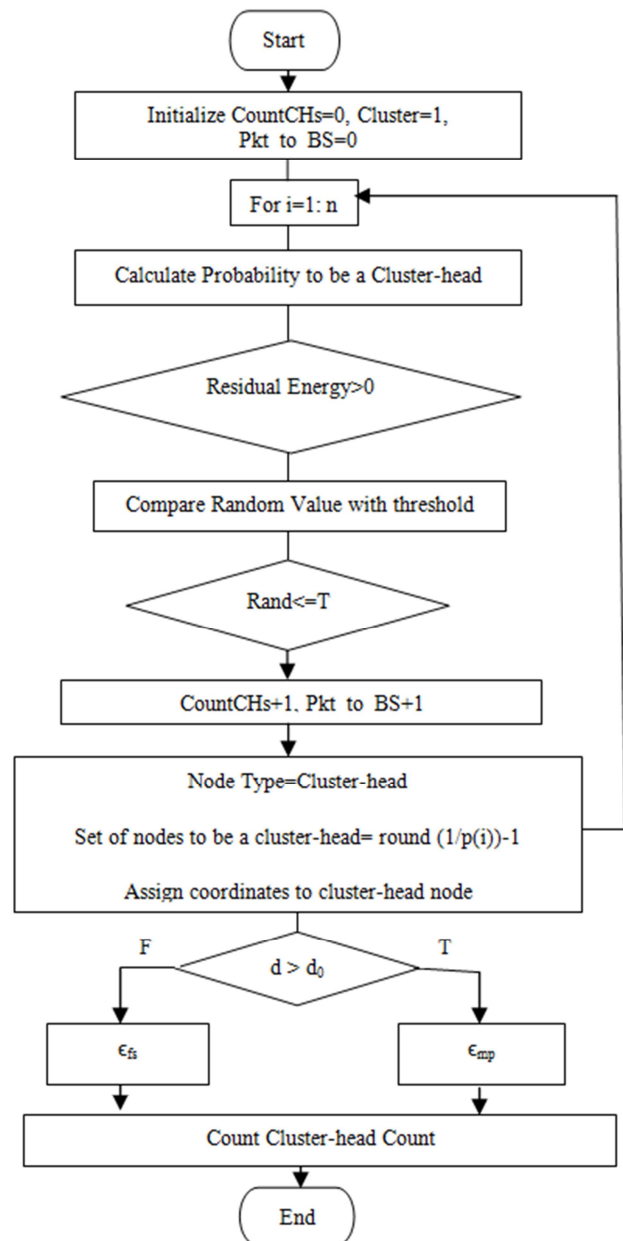 Start
Initialize CountCHs=0, Cluster=1,
Pkt to BS=0
For i=1: n
Calculate Probability to be a Cluster-head
Residual Energy>0
Compare Random Value with threshold
Rand<=T
CountCHs+1, Pkt to BS+1
Node Type=Cluster-head
Set of nodes to be a cluster-head= round (1/p(i))-1
Assign coordinates to cluster-head node
F
T
d > d₀
ϵfs
ϵmp
Count Cluster-head Count
End